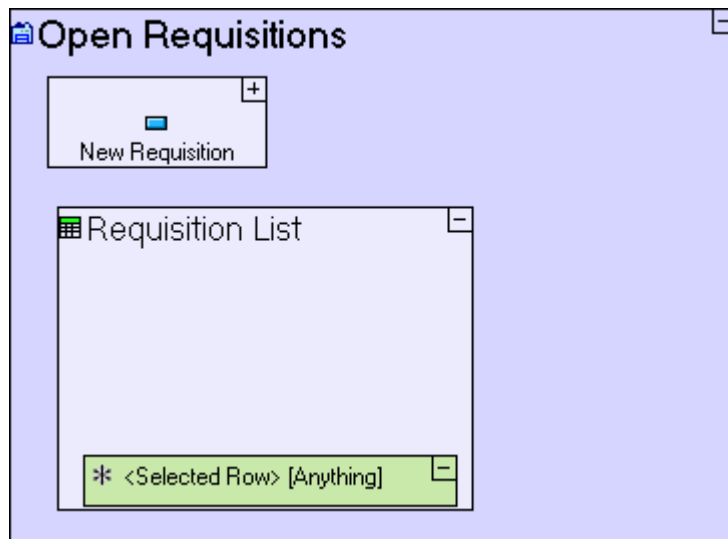 Open Requisitions
New Requisition
Requisition List
<Selected Row> [Anything]